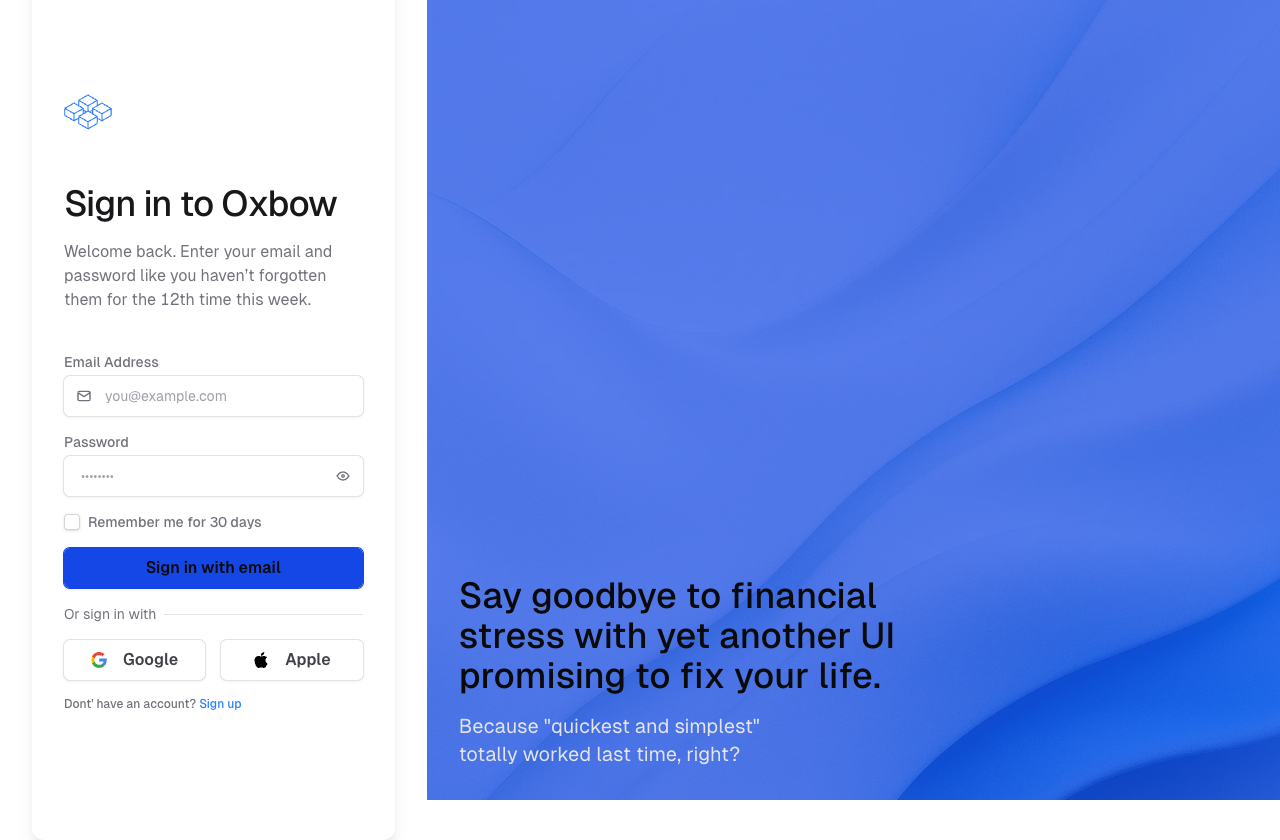 Sign in to Oxbow
Welcome back. Enter your email and
password like you haven’t forgotten
them for the 12th time this week.
Email Address
you@example.com
Password
••••••••
Remember me for 30 days
Sign in with email
Or sign in with
Google
Apple
Dont' have an account? Sign up
Say goodbye to financial
stress with yet another UI
promising to fix your life.
Because "quickest and simplest"
totally worked last time, right?